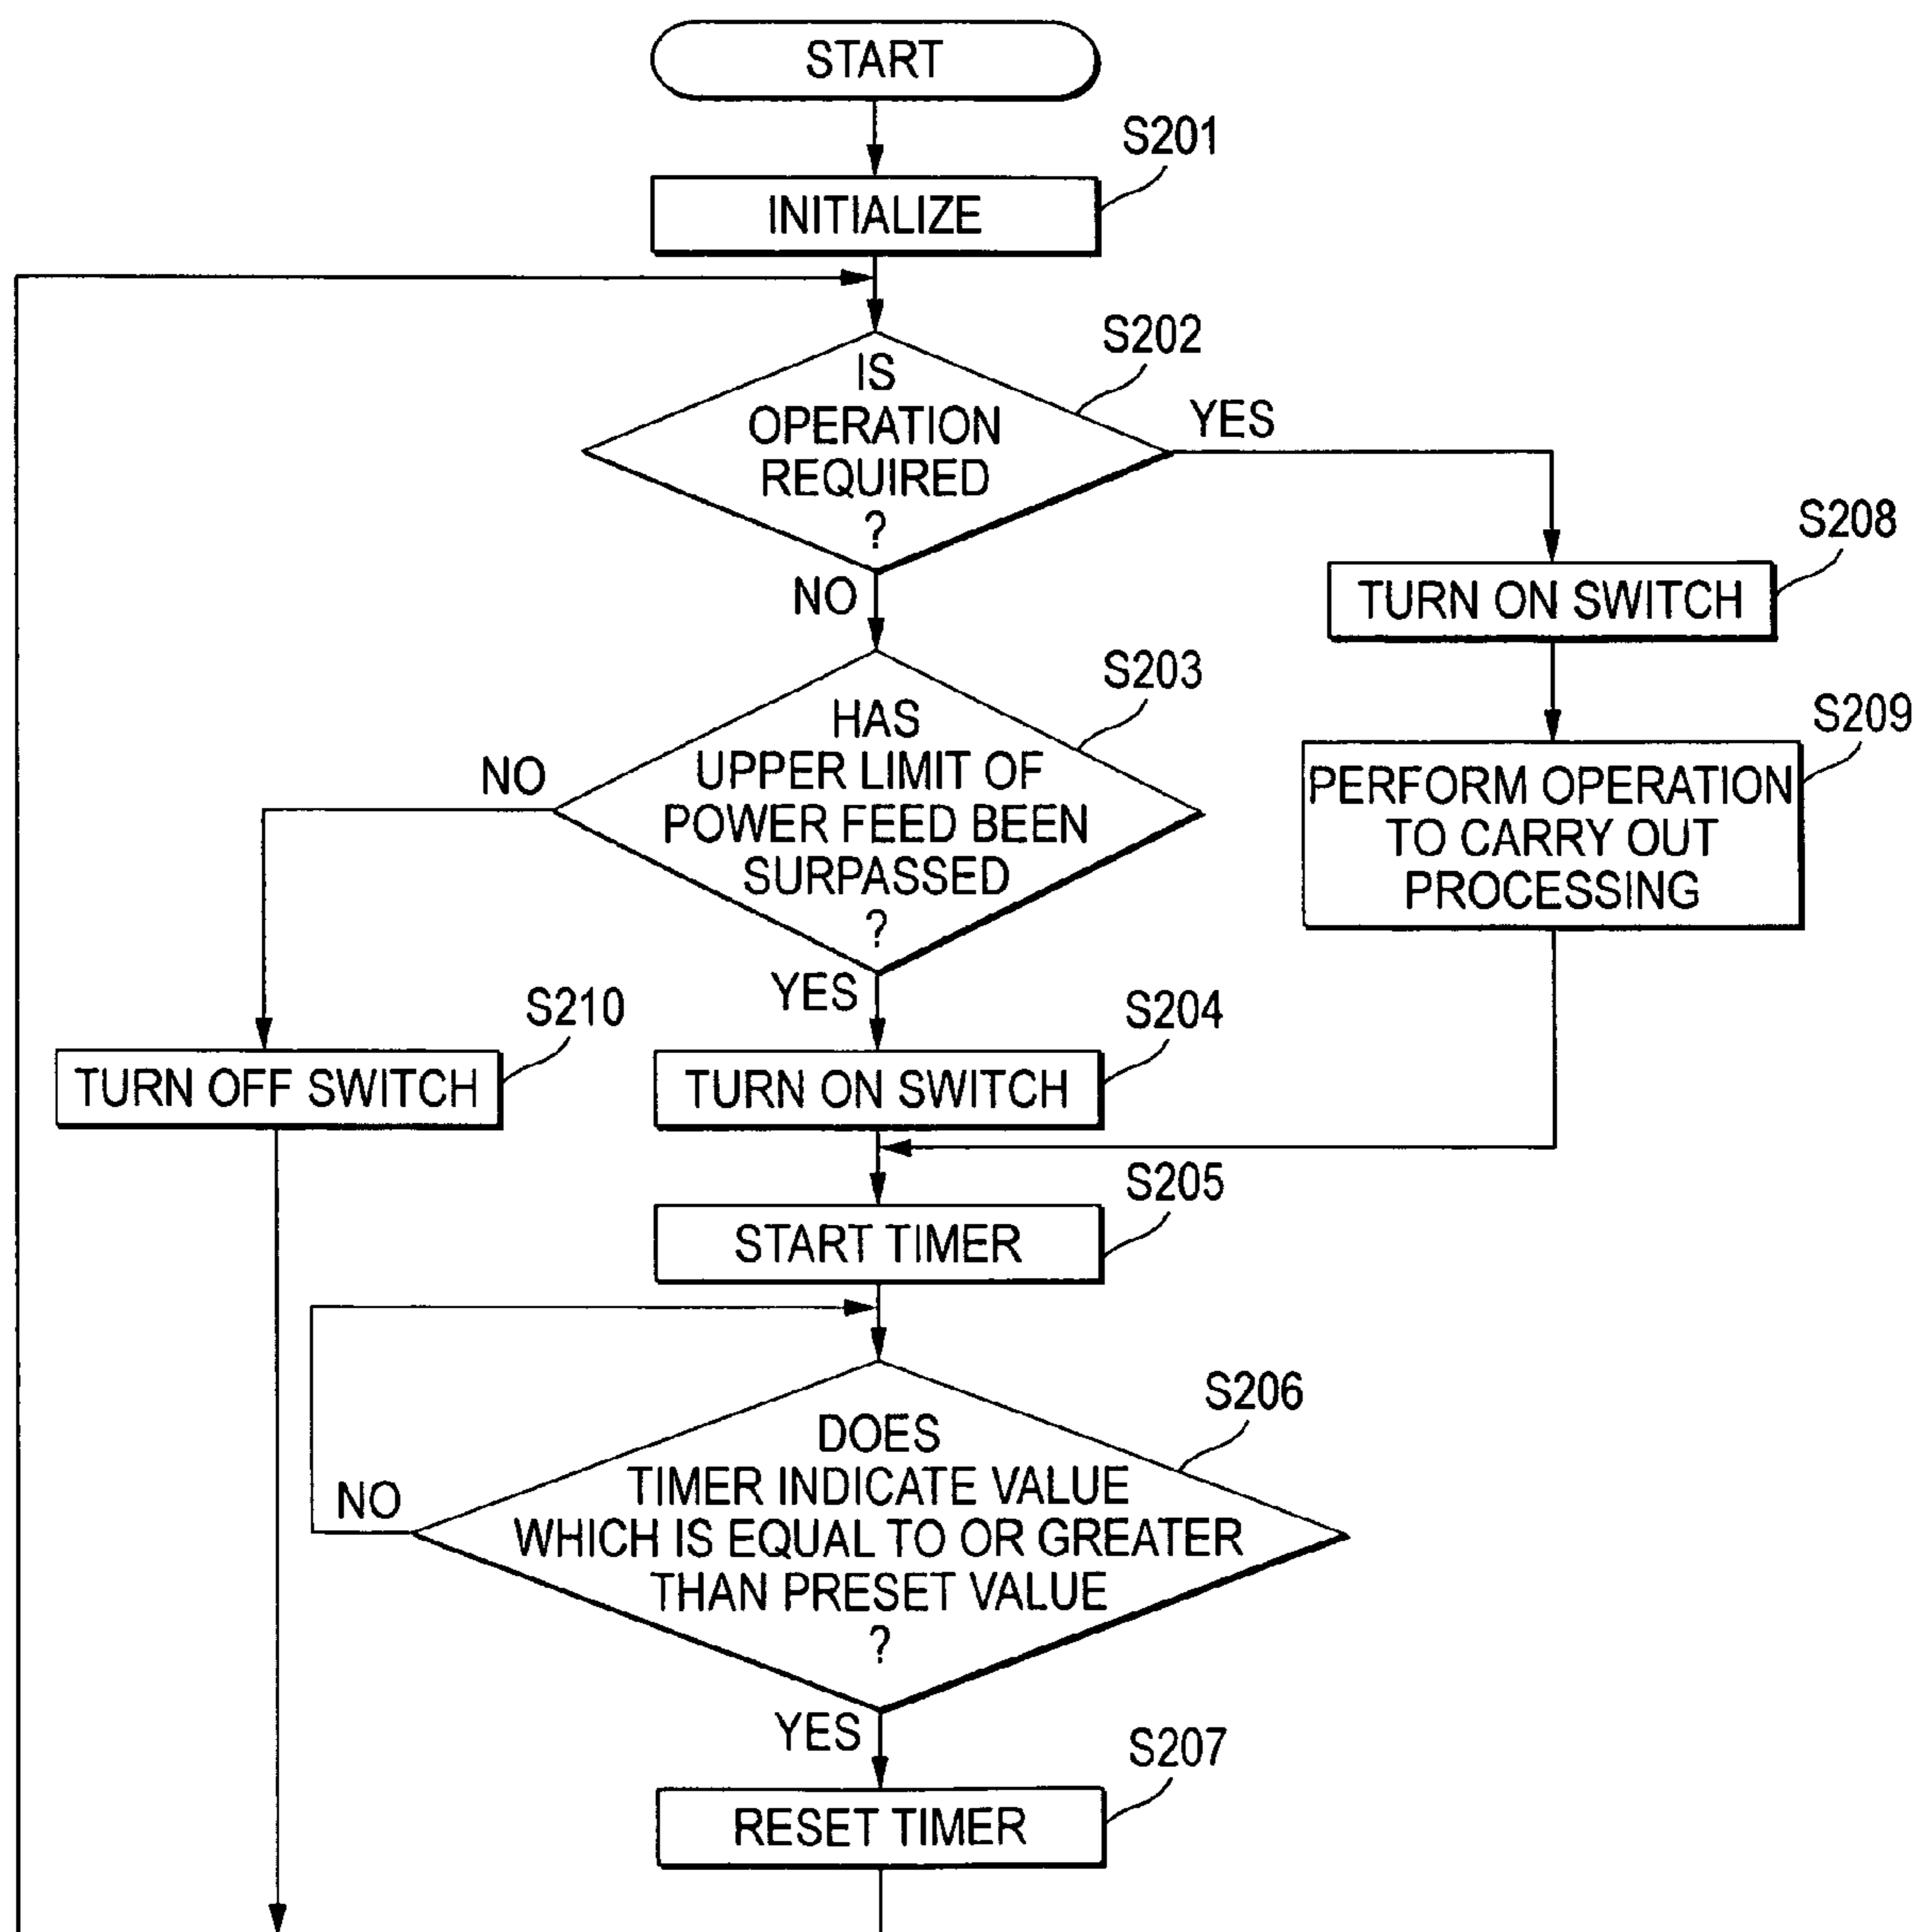 START
S201
INITIALIZE
S202
IS
OPERATION
REQUIRED
?
YES
NO
S208
TURN ON SWITCH
S203
HAS
UPPER LIMIT OF
POWER FEED BEEN
SURPASSED
?
NO
YES
S209
PERFORM OPERATION
TO CARRY OUT
PROCESSING
S210
TURN OFF SWITCH
S204
TURN ON SWITCH
S205
START TIMER
S206
DOES
TIMER INDICATE VALUE
WHICH IS EQUAL TO OR GREATER
THAN PRESET VALUE
?
NO
YES
S207
RESET TIMER